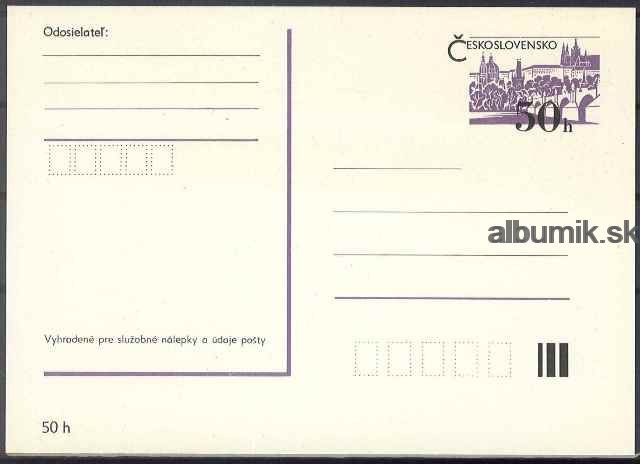 Odosielateľ:
ČESKOSLOVENSKO
50h
albumik.sk
Vyhradené pre služobné nálepky a údaje pošty
50 h